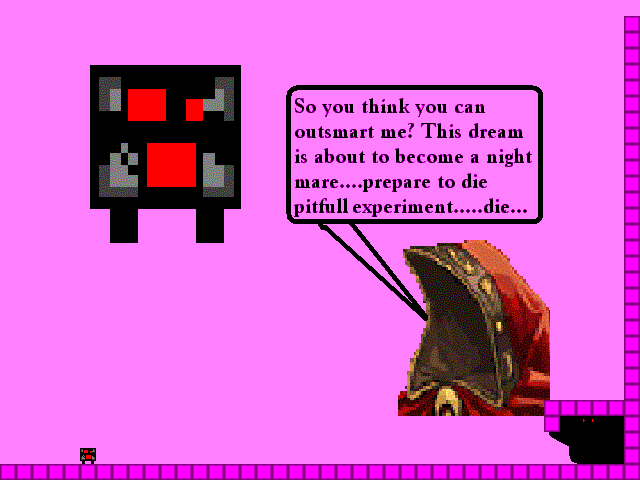 So you think you can
outsmart me? This dream
is about to become a night
mare....prepare to die
pitfull experiment.....die...